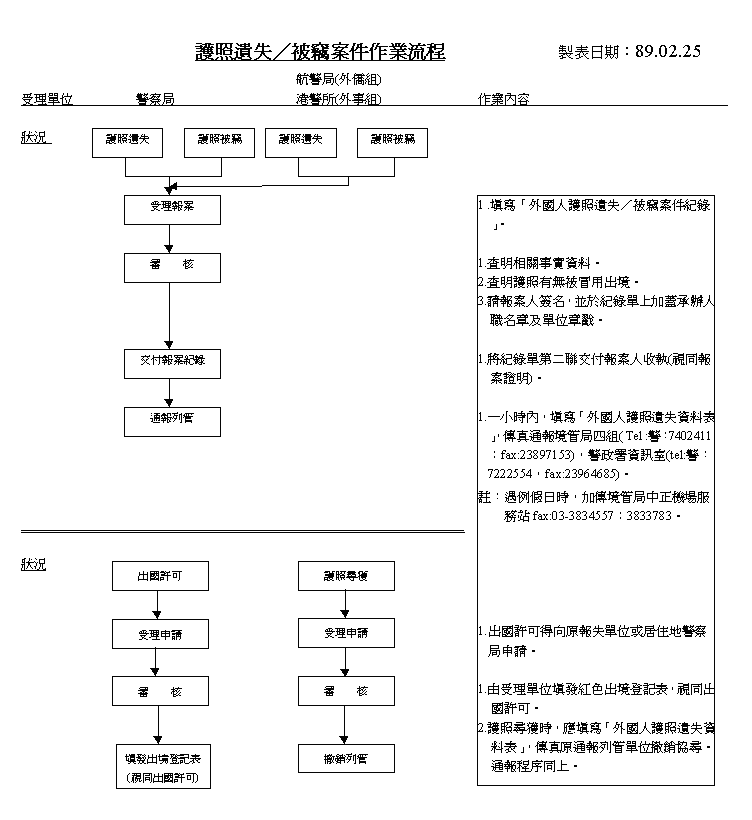 護照遺失／被竊案件作業流程 製表日期：89.02.25
航警局(外僑組)
受理單位 警察局 港警所(外事組) 作業內容
狀況 護照遺失 護照被竊 護照遺失 護照被竊
受理報案
審 核
交付報案紀錄
通報列管
1.填寫「外國人護照遺失／被竊案件紀錄
」。
1.查明相關事實資料。
2.查明護照有無被冒用出境。
3.請報案人簽名，並於紀錄單上加蓋承辦人
職名章及單位章戳。
1.將紀錄單第二聯交付報案人收執(視同報
案證明)。
1.一小時內，填寫「外國人護照遺失資料表
」，傳真通報境管局四組( Tel :警：7402411
：fax:23897153)，警政署資訊室(tel:警：
7222554，fax:23964685)。
註：遇例假日時，加傳境管局中正機場服
務站 fax:03-3834557：3833783。
狀況
出國許可
受理申請
審 核
填發出境登記表
(視同出國許可)
護照尋獲
受理申請
審 核
撤銷列管
1.出國許可得向原報失單位或居住地警察
局申請。
1.由受理單位填發紅色出境登記表，視同出
國許可。
2.護照尋獲時，應填寫「外國人護照遺失資
料表」，傳真原通報列管單位撤銷協尋。
通報程序同上。